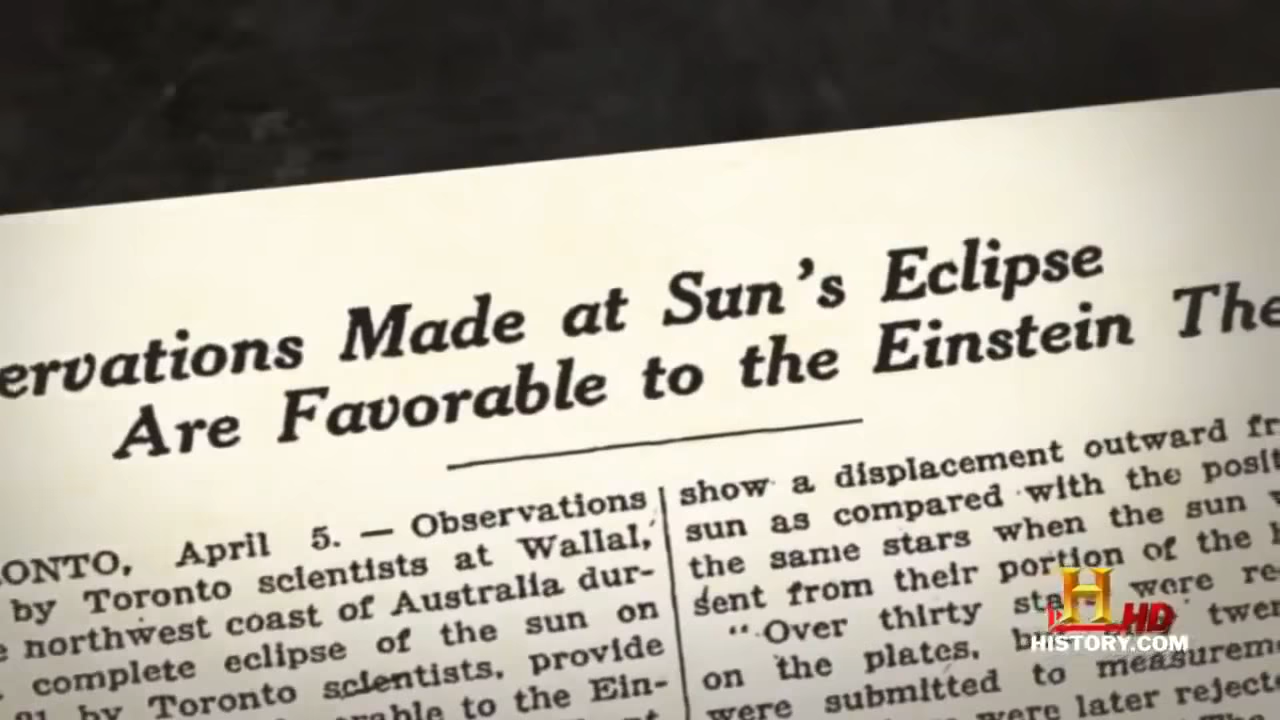 ervations Made at Sun's Eclipse
Are Favorable to the Einstein The
ONTO, April 5. — Observations
by Toronto scientists at Wallal,
northwest coast of Australia dur-
complete eclipse of the sun on
by Toronto scientists, provide
rable to the Ein-
show a displacement outward fr
sun as compared with the posit
the same stars when the sun
sent from their portion of the
"Over thirty sta were re
on the plates, twen
were submitted to measurem
were later rejecte
H HD
HISTORY.COM